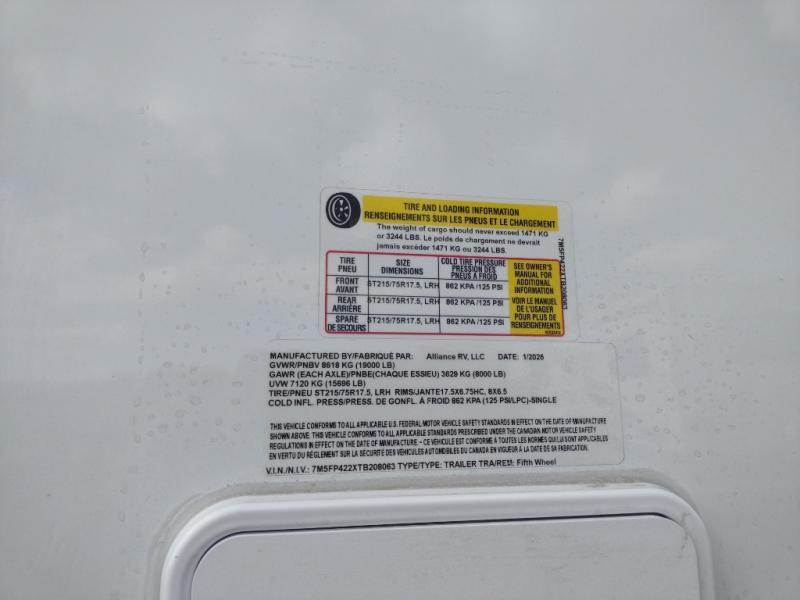 TIRE AND LOADING INFORMATION
RENSEIGNEMENTS SUR LES PNEUS ET LE CHARGEMENT
The weight of cargo should never exceed 1471 KG
or 3244 LBS. Le poids de chargement ne devrait
jamais excéder 1471 KG ou 3244 LBS.
TIRE PNEU SIZE DIMENSIONS COLD TIRE PRESSURE PRESSION DES PNEUS A FROID
FRONT AVANT ST215/75R17.5, LRH 862 KPA /125 PSI
REAR ARRIÈRE ST215/75R17.5, LRH 862 KPA /125 PSI
SPARE DE SECOURS ST215/75R17.5, LRH 862 KPA /125 PSI
SEE OWNER'S
MANUAL FOR
ADDITIONAL
INFORMATION
VOIR LE MANUEL
DE L'USAGER
POUR PLUS DE
RENSEIGNEMENTS
7M5FP422XTB208063
MANUFACTURED BY/FABRIQUÉ PAR: Alliance RV, LLC DATE: 1/2026
GVWR/PNBV 8618 KG (19000 LB)
GAWR (EACH AXLE)/PNBE(CHAQUE ESSIEU) 3629 KG (8000 LB)
UVW 7120 KG (15696 LB)
TIRE/PNEU ST215/75R17.5, LRH RIMS/JANTE17.5X6.75HC, 8X6.5
COLD INFL. PRESS/PRESS. DE GONFL. À FROID 862 KPA (125 PSI/LPC)-SINGLE
THIS VEHICLE CONFORMS TO ALL APPLICABLE U.S. FEDERAL MOTOR VEHICLE SAFETY STANDARDS IN EFFECT ON THE DATE OF MANUFACTURE
SHOWN ABOVE. THIS VEHICLE CONFORMS TO ALL APPLICABLE STANDARDS PRESCRIBED UNDER THE CANADIAN MOTOR VEHICLE SAFETY
REGULATIONS IN EFFECT ON THE DATE OF MANUFACTURE. - CE VÉHICULE EST CONFORME À TOUTES LES NORMES QUI LUI SONT APPLICABLES
EN VERTU DU RÈGLEMENT SUR LA SÉCURITÉ DES VÉHICULES AUTOMOBILES DU CANADA EN VIGUEUR À LA DATE DE SA FABRICATION.
V.I.N./N.I.V.: 7M5FP422XTB208063 TYPE/TYPE: TRAILER TRA/REM: Fifth Wheel